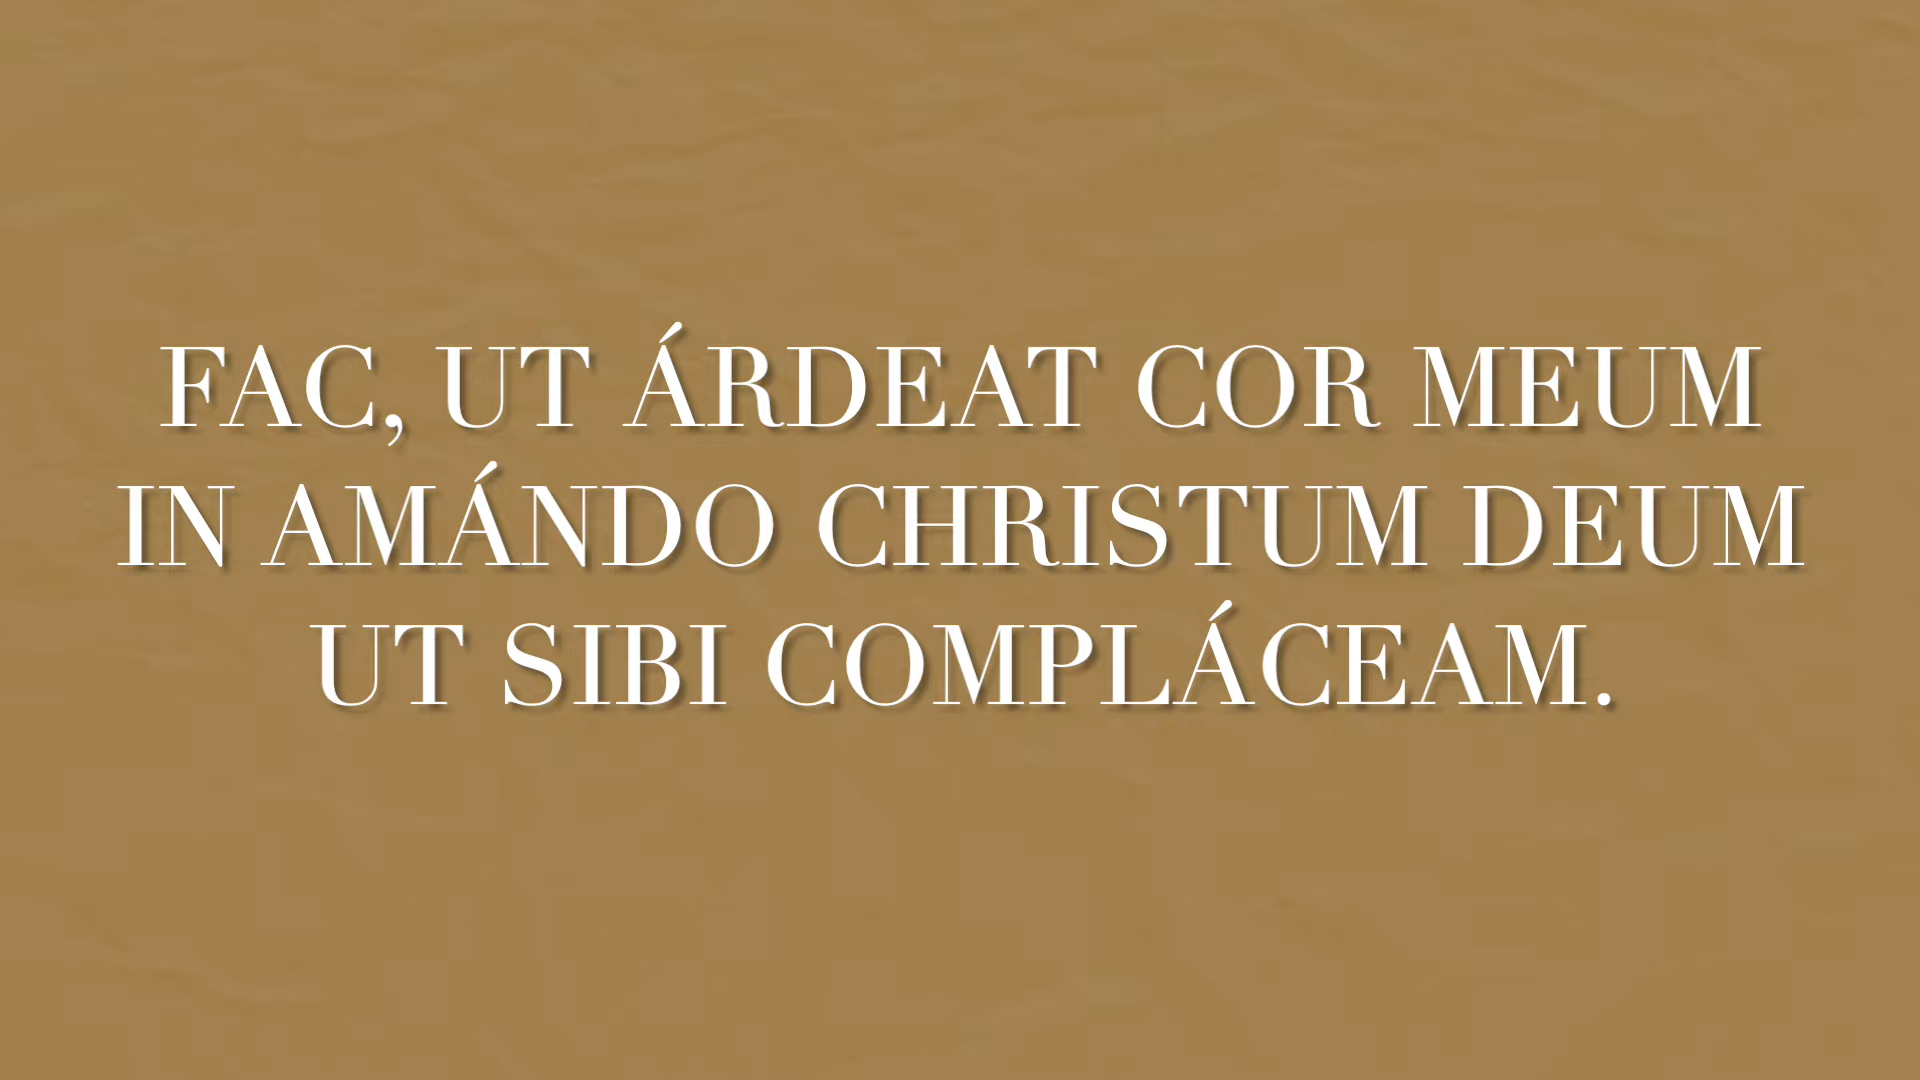 FAC, UT ÁRDEAT COR MEUM
IN AMÁNDO CHRISTUM DEUM
UT SIBI COMPLÁCEAM.